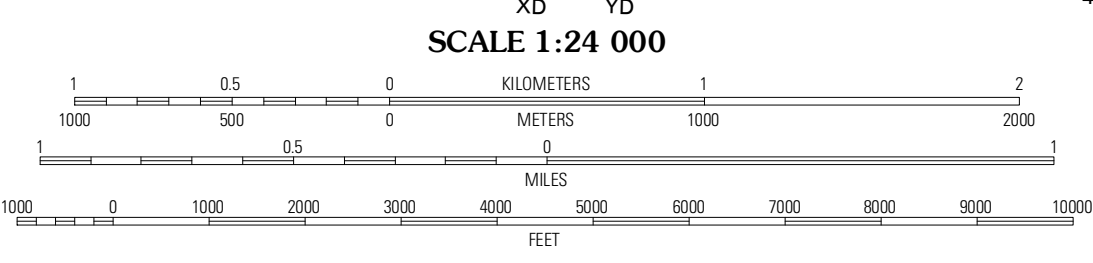 XD YD
4
SCALE 1:24 000
1 0.5 0 KILOMETERS 1 2
1000 500 0 METERS 1000 2000
1 0.5 0 1
MILES
1000 0 1000 2000 3000 4000 5000 6000 7000 8000 9000 10000
FEET